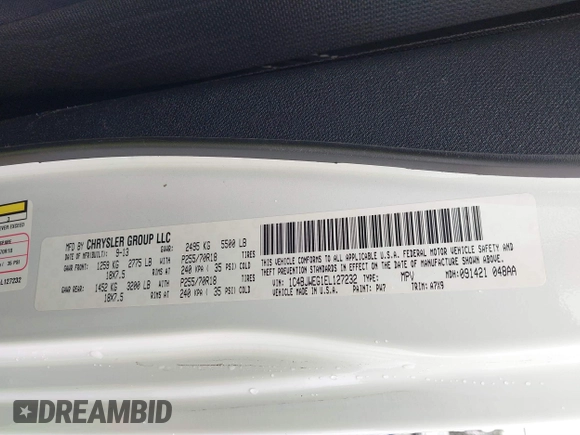 MFD BY CHRYSLER GROUP LLC
DATE OF MFR(BUILT): 9-13 GVWR: 2495 KG 5500 LB
GAWR FRONT: 1259 KG 2775 LB WITH P255/70R18 TIRES
18X7.5 RIMS AT 240 KPA ( 35 PSI) COLD
GAWR REAR: 1452 KG 3200 LB WITH P255/70R18 TIRES
18X7.5 RIMS AT 240 KPA ( 35 PSI) COLD
THIS VEHICLE CONFORMS TO ALL APPLICABLE U.S.A. FEDERAL MOTOR VEHICLE SAFETY AND
THEFT PREVENTION STANDARDS IN EFFECT ON THE DATE OF MANUFACTURE SHOWN ABOVE.
VIN: 1C4BJWEG1EL127232 TYPE: MPV MDH: 091421 048AA
VEHICLE MADE IN U.S.A. PAINT: PW7 TRIM: A7X9
L127232
DREAMBID